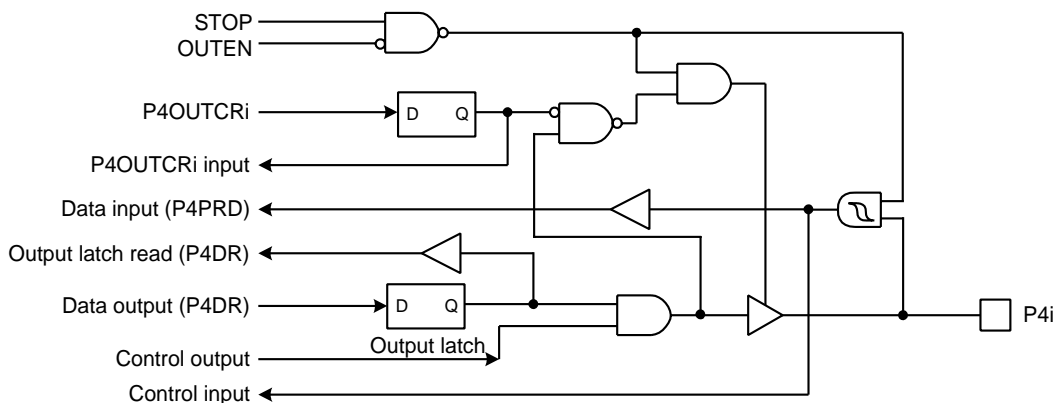 STOP
OUTEN
P4OUTCRi
D Q
P4OUTCRi input
Data input (P4PRD)
Output latch read (P4DR)
Data output (P4DR)
D Q
P4i
Output latch
Control output
Control input